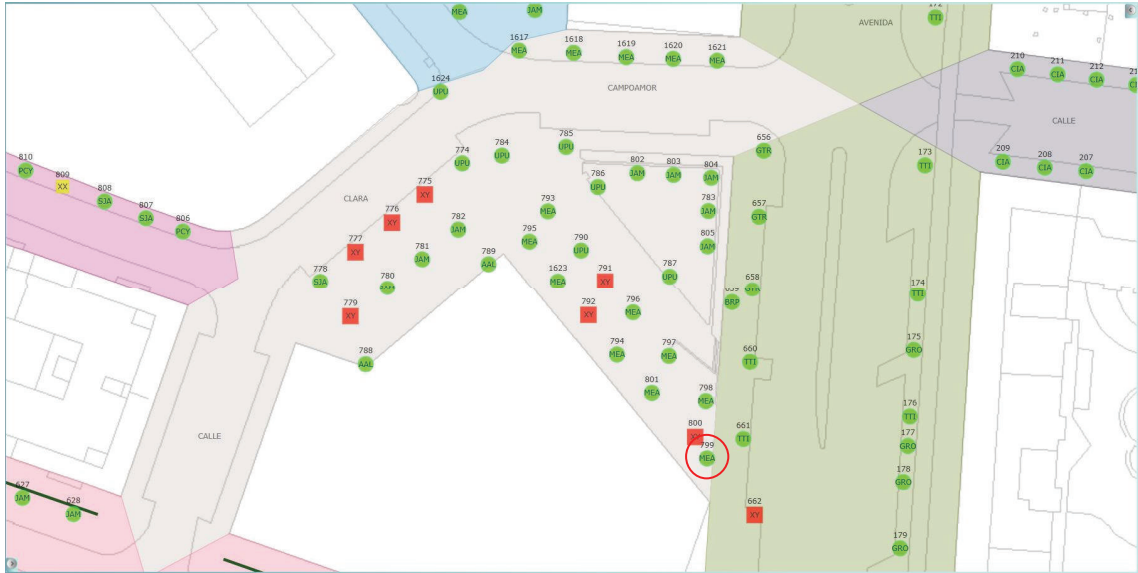 MEA
JAM
171
TTI
AVENIDA
1617
MEA
1618
MEA
1619
MEA
1620
MEA
1621
MEA
1624
UPU
CAMPOAMOR
210
CIA
211
CIA
212
CIA
CALLE
209
CIA
208
CIA
207
CIA
656
GTR
173
TTI
785
UPU
784
UPU
774
UPU
810
PCY
809
XX
808
SJA
807
SJA
806
PCY
775
XY
776
XY
777
XY
CLARA
786
UPU
802
JAM
803
JAM
804
JAM
783
JAM
805
JAM
657
GTR
793
MEA
795
MEA
790
UPU
782
JAM
781
JAM
789
AAL
778
SJA
780
779
XY
1623
MEA
791
XY
792
XY
787
UPU
796
MEA
658
GTR
659
BRP
174
TTI
788
AAL
794
MEA
797
MEA
660
TTI
175
GRO
801
MEA
798
MEA
176
TTI
CALLE
800
XY
799
MEA
661
TTI
177
GRO
178
GRO
627
JAM
628
JAM
662
XY
179
GRO